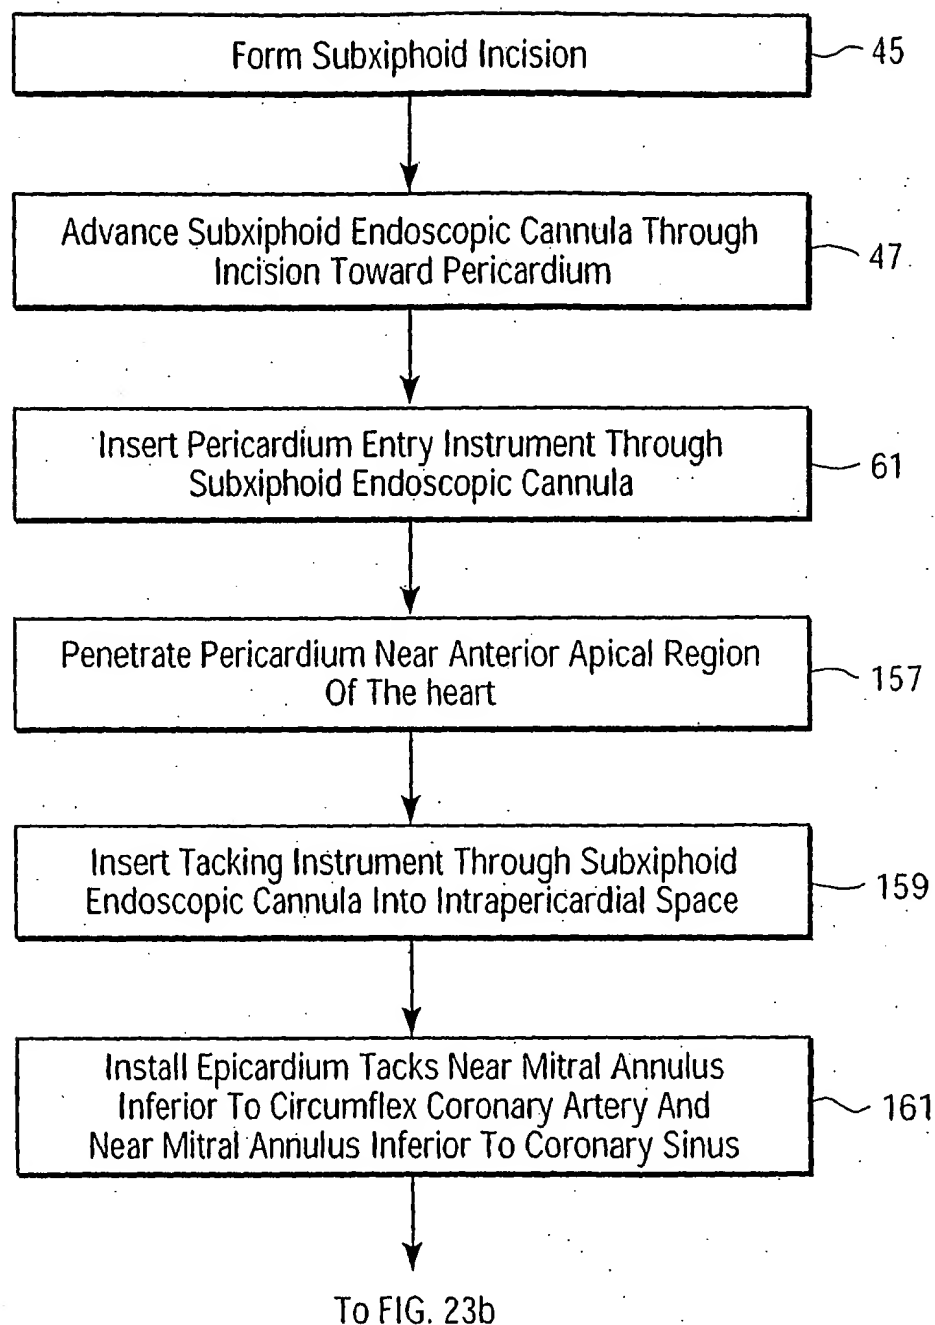 Form Subxiphoid Incision
45
Advance Subxiphoid Endoscopic Cannula Through
Incision Toward Pericardium
47
Insert Pericardium Entry Instrument Through
Subxiphoid Endoscopic Cannula
61
Penetrate Pericardium Near Anterior Apical Region
Of The heart
157
Insert Tacking Instrument Through Subxiphoid
Endoscopic Cannula Into Intrapericardial Space
159
Install Epicardium Tacks Near Mitral Annulus
Inferior To Circumflex Coronary Artery And
Near Mitral Annulus Inferior To Coronary Sinus
161
To FIG. 23b